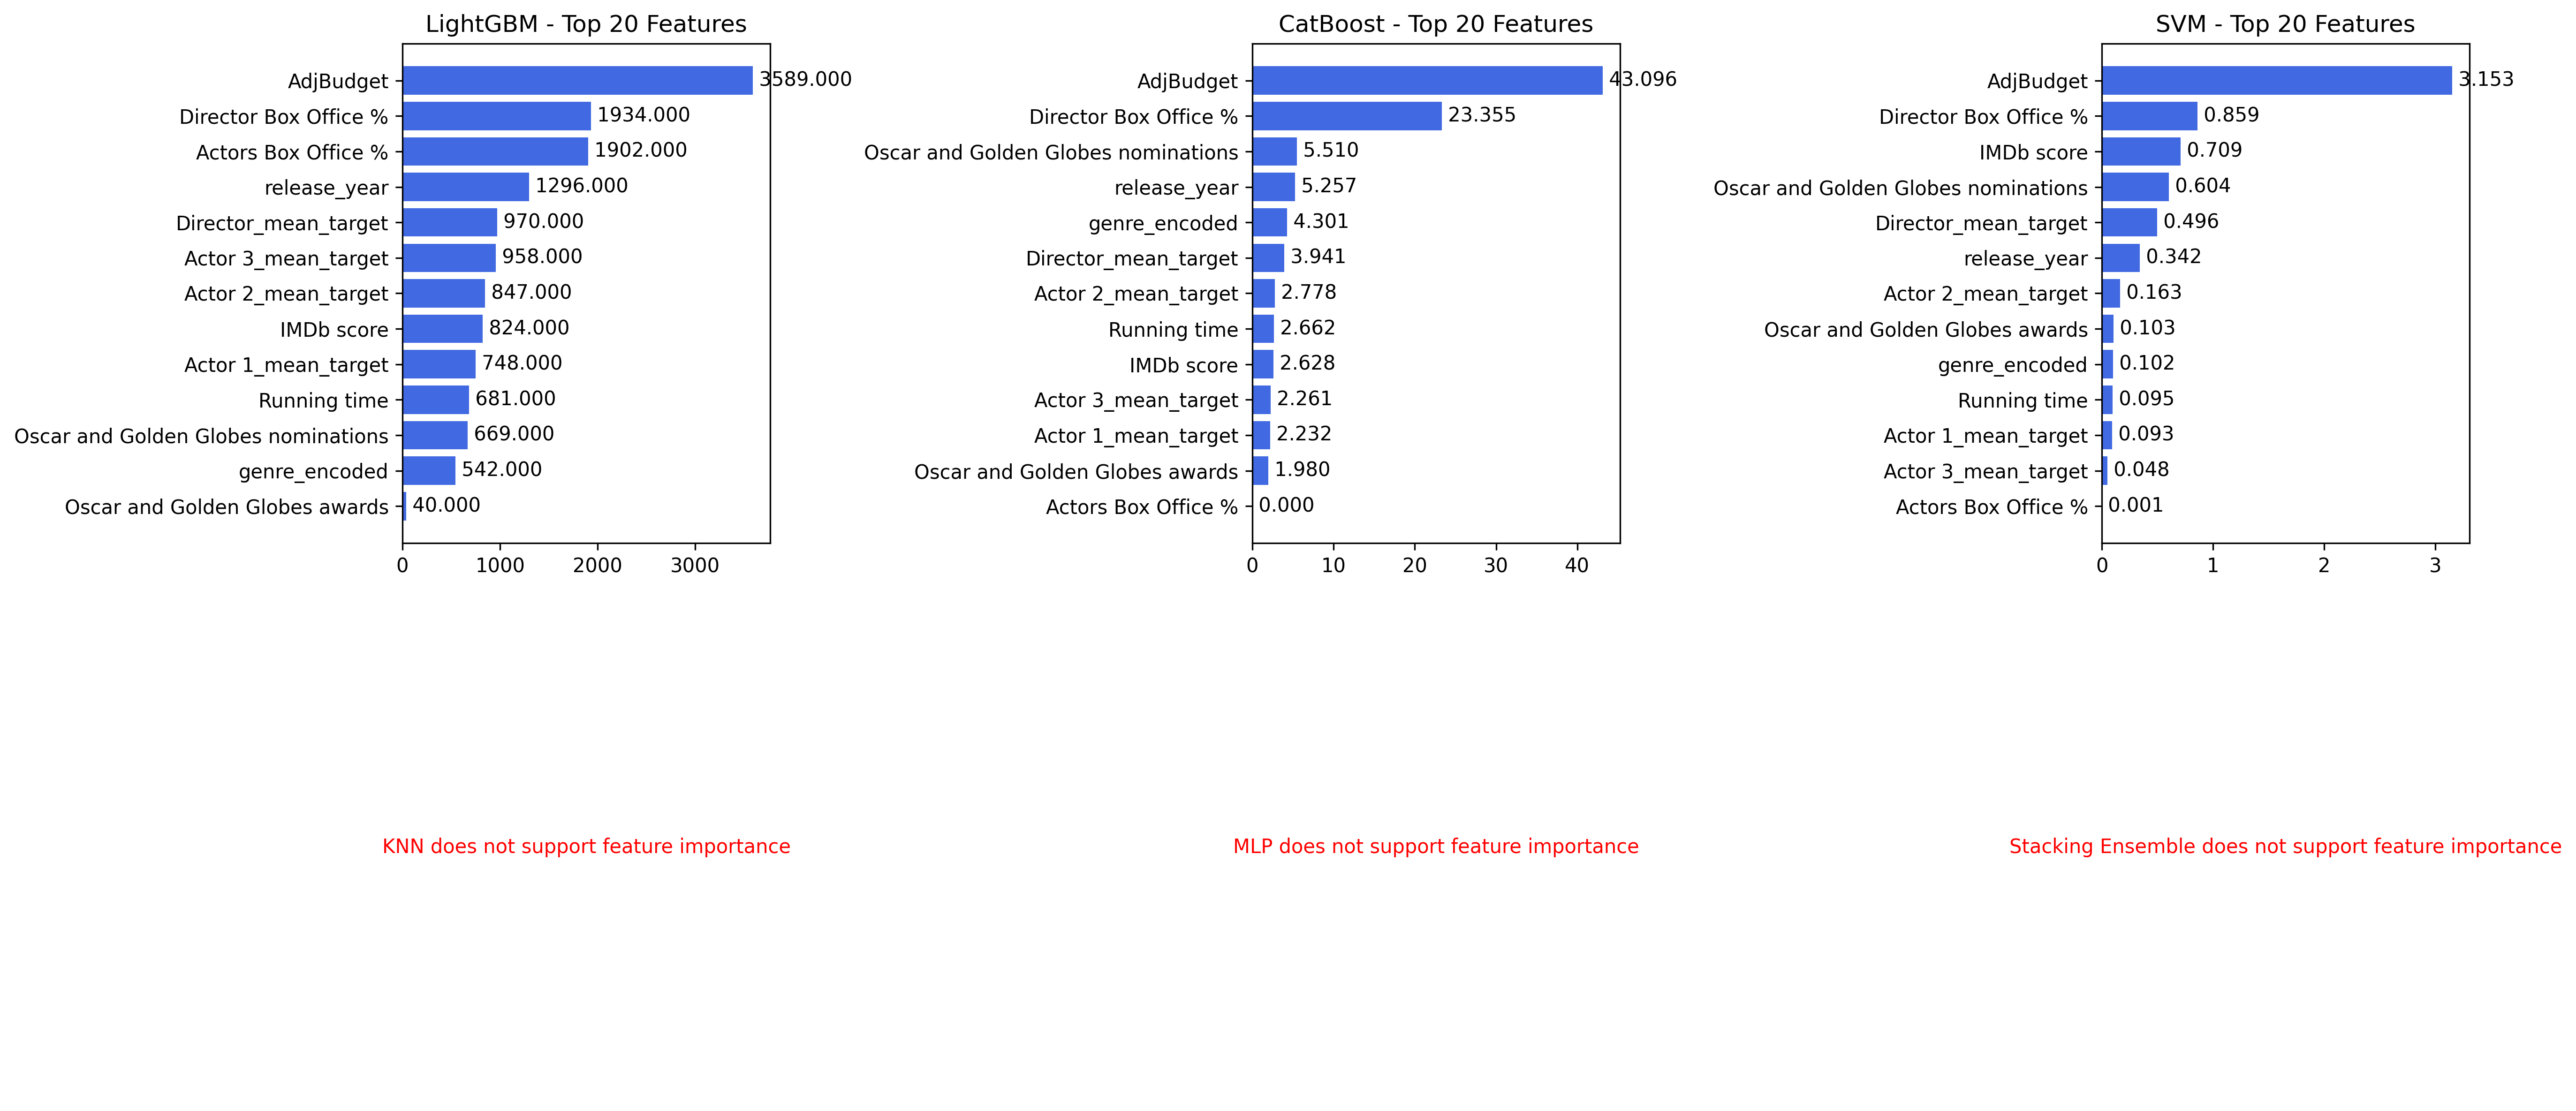 LightGBM - Top 20 Features
AdjBudget 3589.000
Director Box Office % 1934.000
Actors Box Office % 1902.000
release_year 1296.000
Director_mean_target 970.000
Actor 3_mean_target 958.000
Actor 2_mean_target 847.000
IMDb score 824.000
Actor 1_mean_target 748.000
Running time 681.000
Oscar and Golden Globes nominations 669.000
genre_encoded 542.000
Oscar and Golden Globes awards 40.000
0 1000 2000 3000
CatBoost - Top 20 Features
AdjBudget 43.096
Director Box Office % 23.355
Oscar and Golden Globes nominations 5.510
release_year 5.257
genre_encoded 4.301
Director_mean_target 3.941
Actor 2_mean_target 2.778
Running time 2.662
IMDb score 2.628
Actor 3_mean_target 2.261
Actor 1_mean_target 2.232
Oscar and Golden Globes awards 1.980
Actors Box Office % 0.000
0 10 20 30 40
SVM - Top 20 Features
AdjBudget 3.153
Director Box Office % 0.859
IMDb score 0.709
Oscar and Golden Globes nominations 0.604
Director_mean_target 0.496
release_year 0.342
Actor 2_mean_target 0.163
Oscar and Golden Globes awards 0.103
genre_encoded 0.102
Running time 0.095
Actor 1_mean_target 0.093
Actor 3_mean_target 0.048
Actors Box Office % 0.001
0 1 2 3
KNN does not support feature importance
MLP does not support feature importance
Stacking Ensemble does not support feature importance